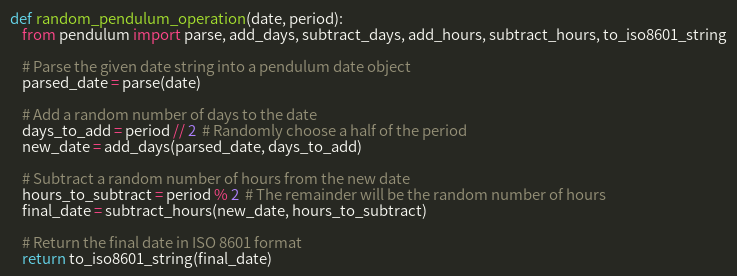 def random_pendulum_operation(date, period):
from pendulum import parse, add_days, subtract_days, add_hours, subtract_hours, to_iso8601_string
# Parse the given date string into a pendulum date object
parsed_date = parse(date)
# Add a random number of days to the date
days_to_add = period // 2 # Randomly choose a half of the period
new_date = add_days(parsed_date, days_to_add)
# Subtract a random number of hours from the new date
hours_to_subtract = period % 2 # The remainder will be the random number of hours
final_date = subtract_hours(new_date, hours_to_subtract)
# Return the final date in ISO 8601 format
return to_iso8601_string(final_date)